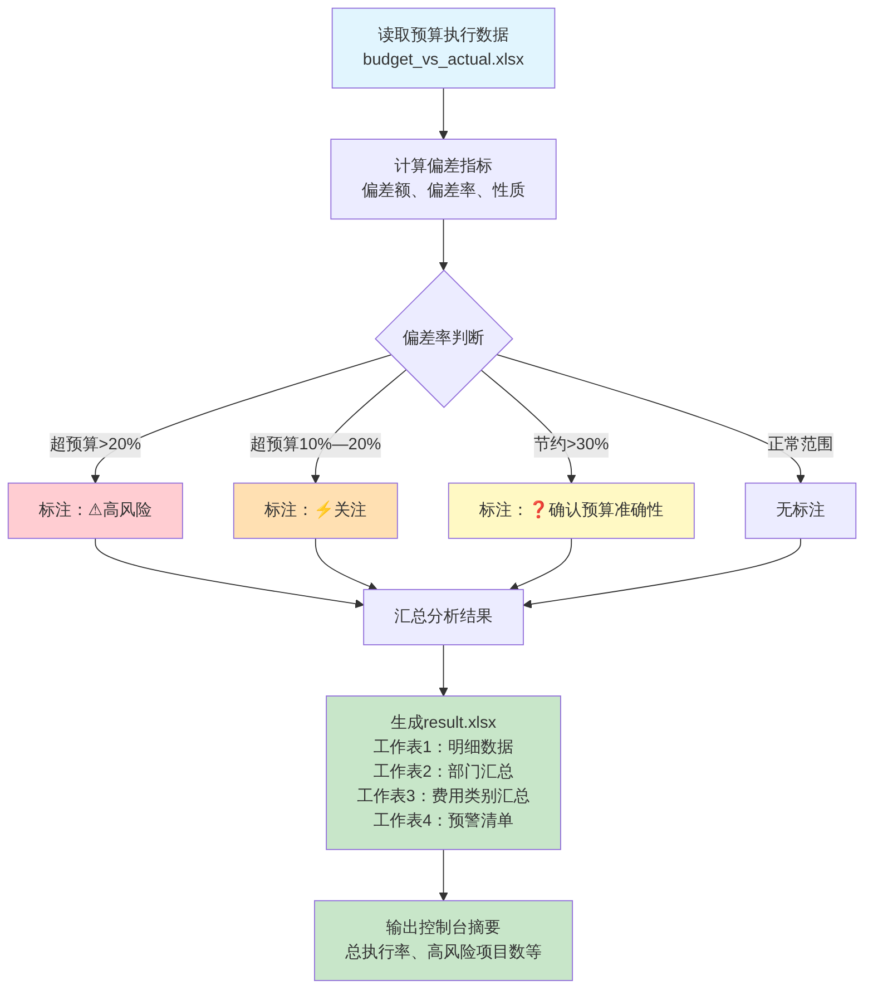 读取预算执行数据
budget_vs_actual.xlsx
计算偏差指标
偏差额、偏差率、性质
偏差率判断
超预算>20%
超预算10%—20%
节约>30%
正常范围
标注：⚠高风险
标注：⚡关注
标注：❓确认预算准确性
无标注
汇总分析结果
生成result.xlsx
工作表1：明细数据
工作表2：部门汇总
工作表3：费用类别汇总
工作表4：预警清单
输出控制台摘要
总执行率、高风险项目数等